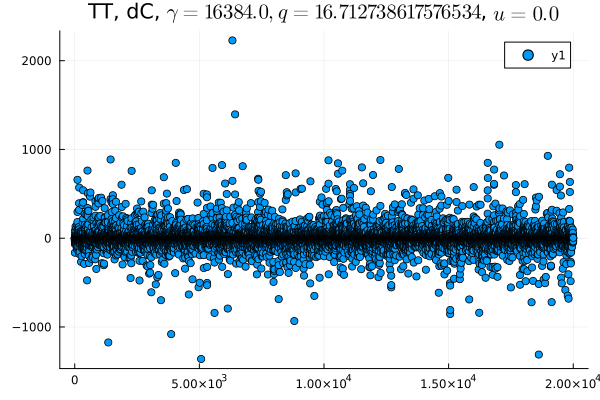 TT, dC, γ = 16384.0, q = 16.712738617576534, u = 0.0
y1
2000
1000
0
−1000
0 5.00×10³ 1.00×10⁴ 1.50×10⁴ 2.00×10⁴